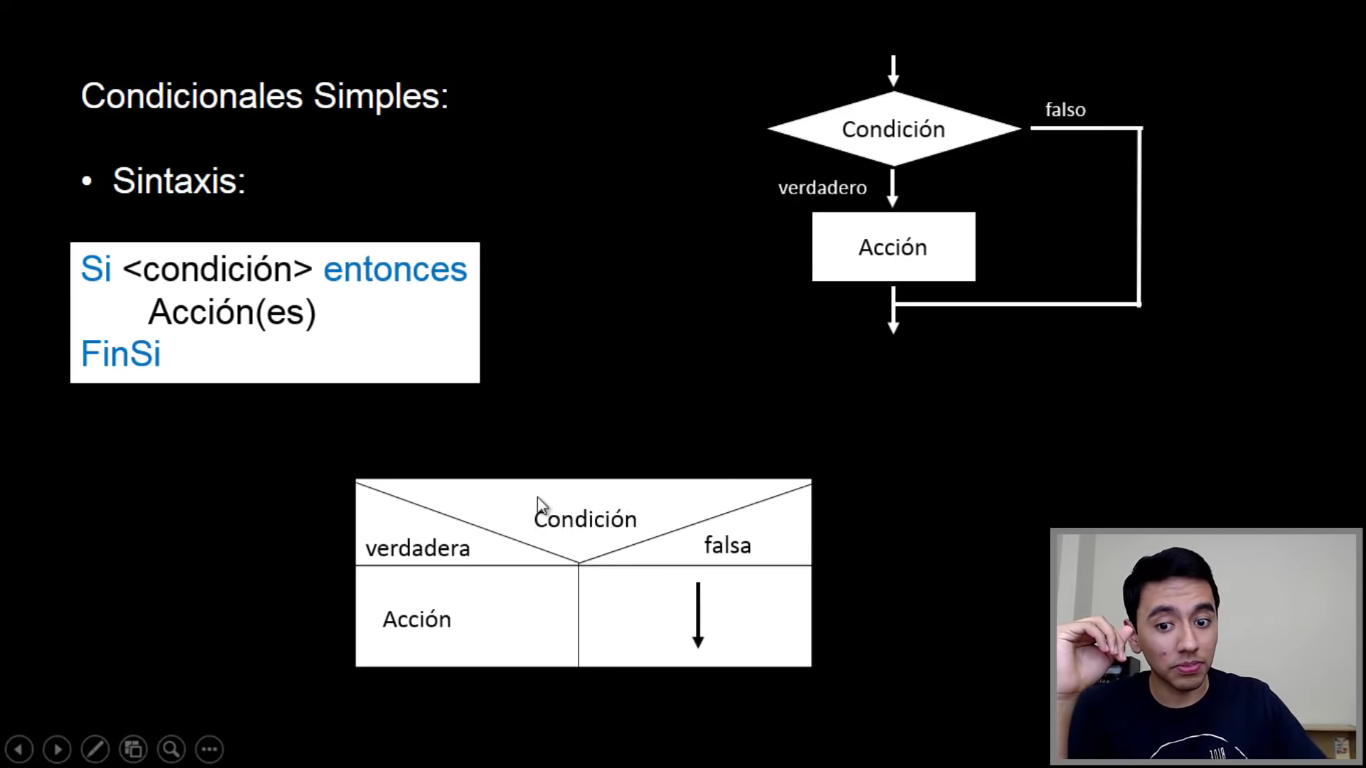 Condicionales Simples:
• Sintaxis:
Si <condición> entonces
Acción(es)
FinSi
Condición
falso
verdadero
Acción
Condición
verdadera
falsa
Acción